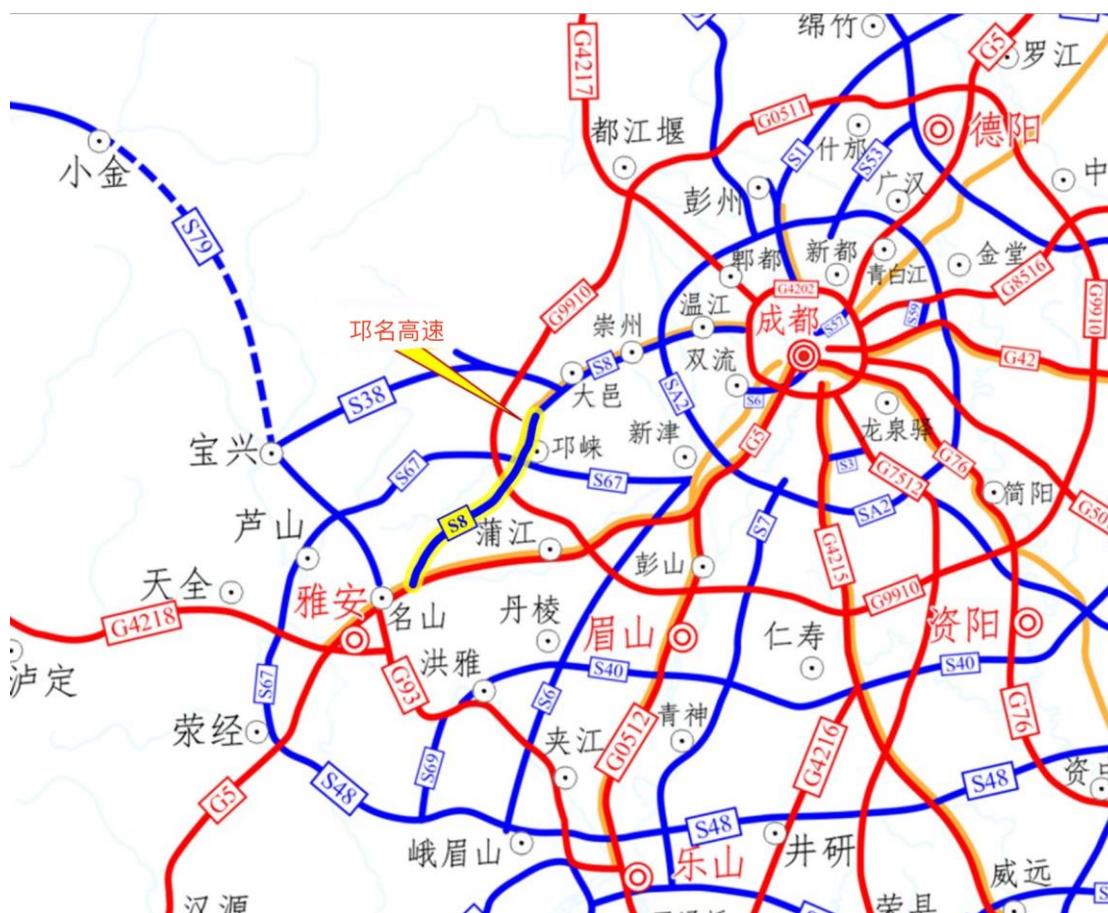 绵竹
G5
罗江
G4217
都江堰
G0511
什邡
S1
S53
德阳
中
小金
彭州
广汉
S79
郫都
新都
青白江
金堂
G8516
G9910
G4202
G9910
温江
成都
S57
S59
邛名高速
崇州
双流
G42
S8
大邑
SA2
S6
S38
龙泉驿
宝兴
邛崃
新津
G5
S3
G76
S67
S67
G7512
简阳
SA2
G50
S8
蒲江
S7
芦山
G4215
彭山
天全
雅安
名山
丹棱
G9910
G4218
眉山
仁寿
资阳
泸定
洪雅
S40
S40
S67
G93
S6
G76
荥经
青神
夹江
G0512
G4216
S69
S48
S48
资
G5
S48
峨眉山
乐山
井研
威远
汉源
荣县
S